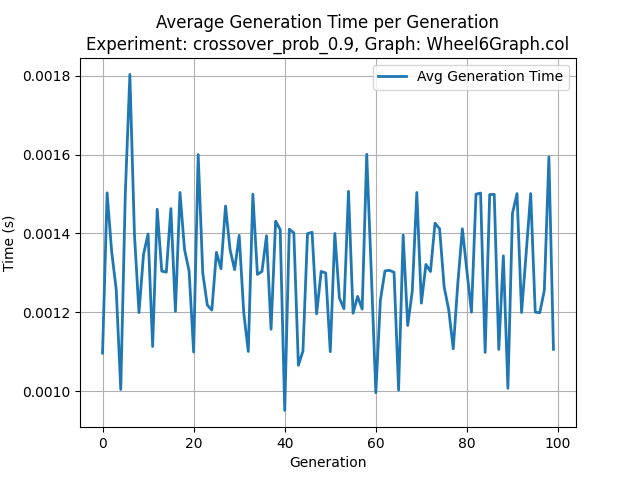 Average Generation Time per Generation
Experiment: crossover_prob_0.9, Graph: Wheel6Graph.col
Avg Generation Time
Time (s)
0.0018
0.0016
0.0014
0.0012
0.0010
0 20 40 60 80 100
Generation